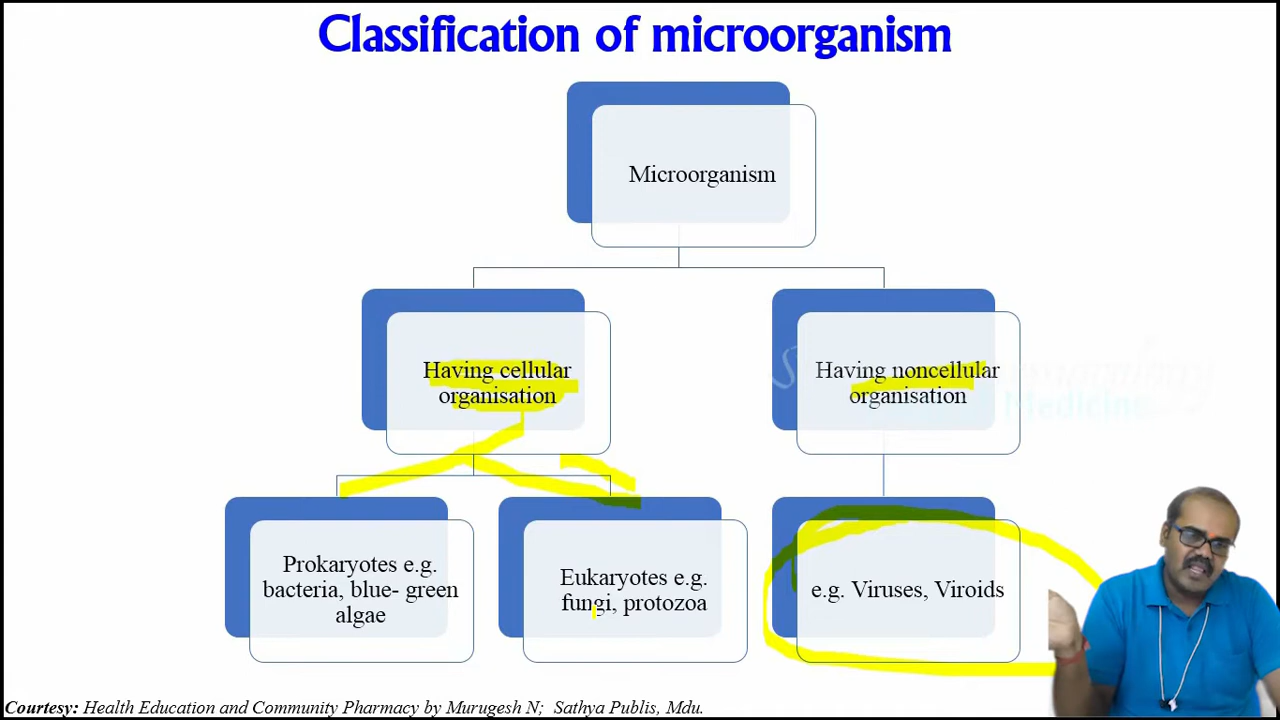 Classification of microorganism
Microorganism
Having cellular
organisation
Having noncellular
organisation
Medicine
Prokaryotes e.g.
bacteria, blue- green
algae
Eukaryotes e.g.
fungi, protozoa
e.g. Viruses, Viroids
Courtesy: Health Education and Community Pharmacy by Murugesh N; Sathya Publis, Mdu.